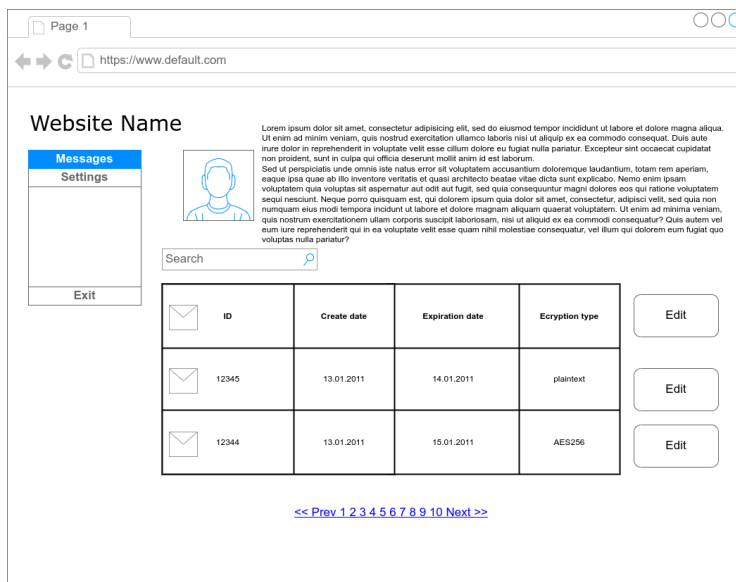 Page 1
https://www.default.com
Website Name
Messages
Settings
Exit
Lorem ipsum dolor sit amet, consectetur adipisicing elit, sed do eiusmod tempor incididunt ut labore et dolore magna aliqua.
Ut enim ad minim veniam, quis nostrud exercitation ullamco laboris nisi ut aliquip ex ea commodo consequat. Duis aute
irure dolor in reprehenderit in voluptate velit esse cillum dolore eu fugiat nulla pariatur. Excepteur sint occaecat cupidatat
non proident, sunt in culpa qui officia deserunt mollit anim id est laborum.
Sed ut perspiciatis unde omnis iste natus error sit voluptatem accusantium doloremque laudantium, totam rem aperiam,
eaque ipsa quae ab illo inventore veritatis et quasi architecto beatae vitae dicta sunt explicabo. Nemo enim ipsam
voluptatem quia voluptas sit aspernatur aut odit aut fugit, sed quia consequuntur magni dolores eos qui ratione voluptatem
sequi nesciunt. Neque porro quisquam est, qui dolorem ipsum quia dolor sit amet, consectetur, adipisci velit, sed quia non
numquam eius modi tempora incidunt ut labore et dolore magnam aliquam quaerat voluptatem. Ut enim ad minima veniam,
quis nostrum exercitationem ullam corporis suscipit laboriosam, nisi ut aliquid ex ea commodi consequatur? Quis autem vel
eum iure reprehenderit qui in ea voluptate velit esse quam nihil molestiae consequatur, vel illum qui dolorem eum fugiat quo
voluptas nulla pariatur?
Search
ID Create date Expiration date Ecryption type Edit
12345 13.01.2011 14.01.2011 plaintext Edit
12344 13.01.2011 15.01.2011 AES256 Edit
<< Prev 1 2 3 4 5 6 7 8 9 10 Next >>